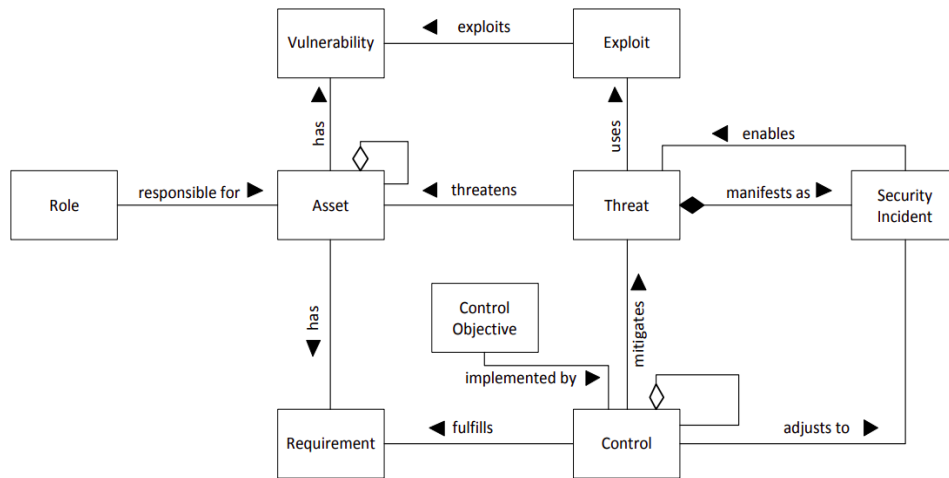 Vulnerability
exploits
Exploit
has
uses
enables
Role
responsible for
Asset
threatens
Threat
manifests as
Security
Incident
has
Control
Objective
mitigates
implemented by
Requirement
fulfills
Control
adjusts to